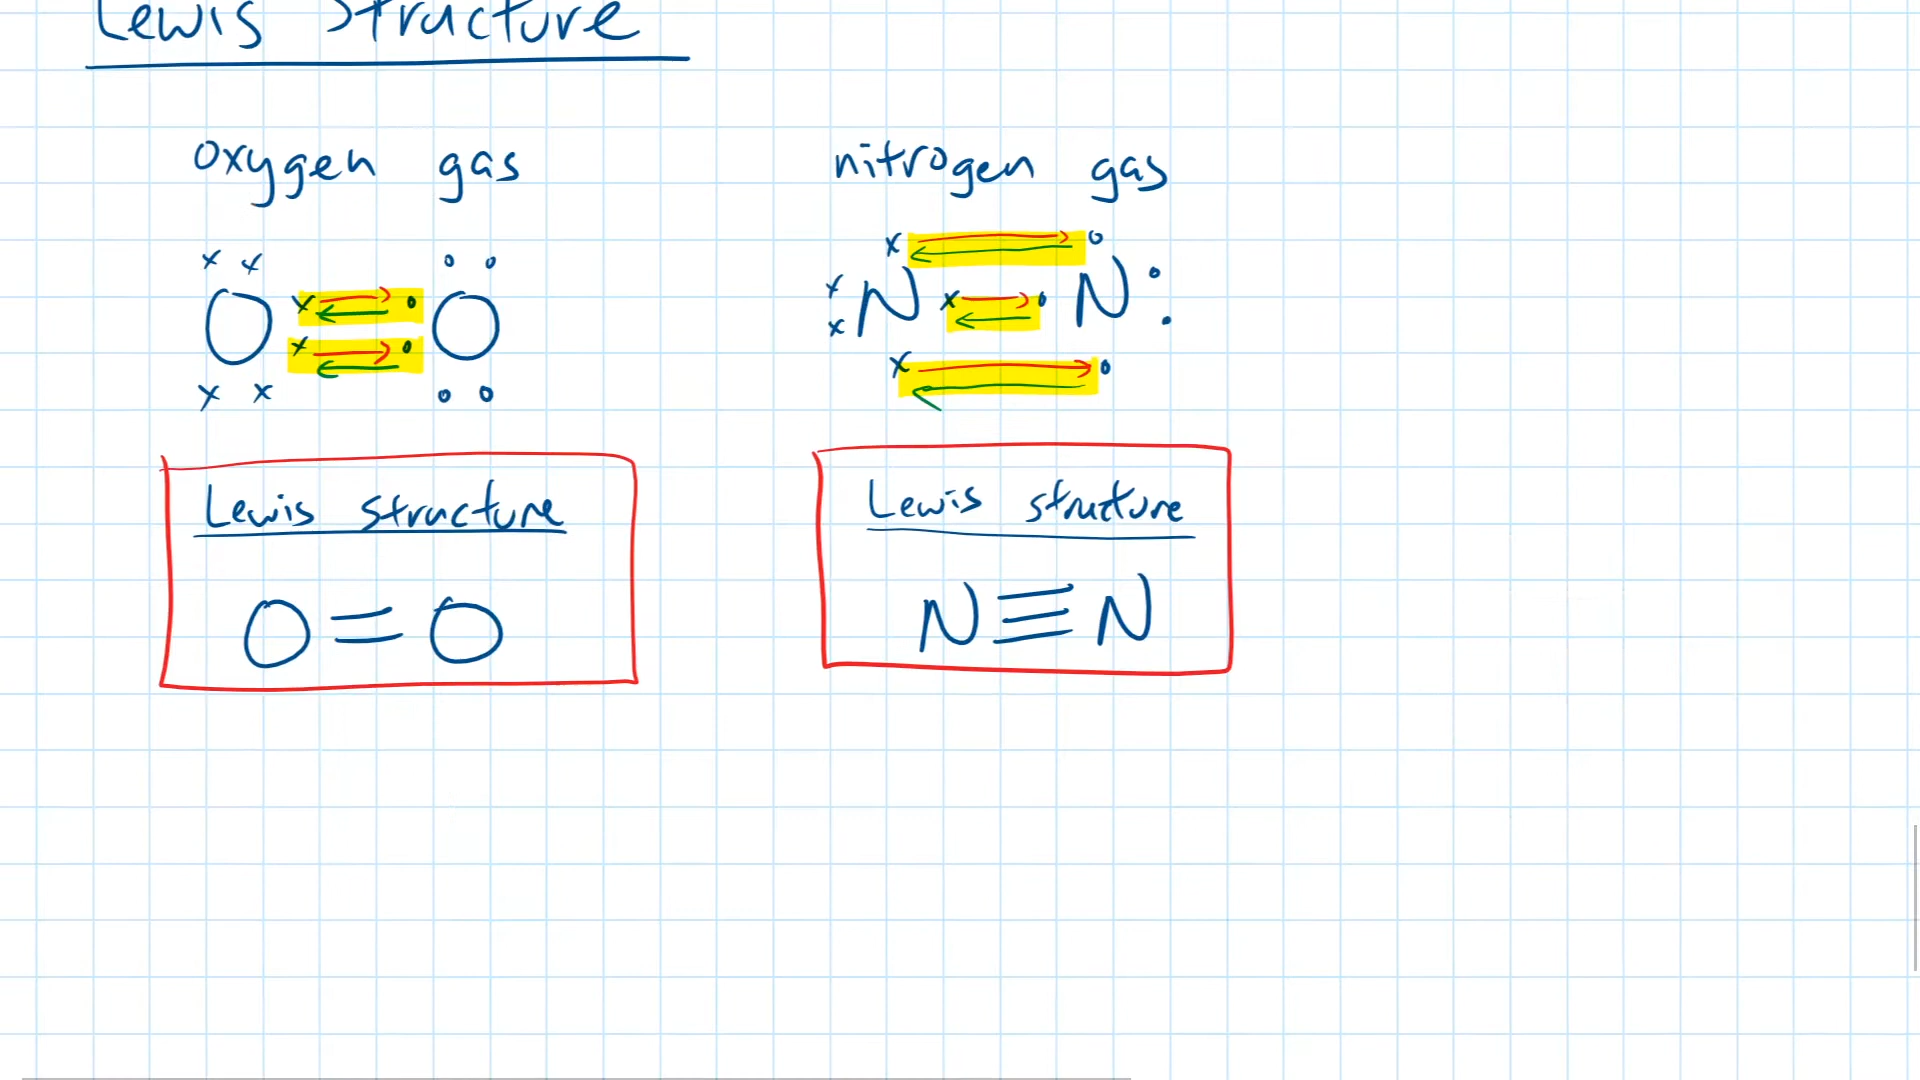 Lewis Structure
oxygen gas
x x
O x o O
x o
x x
o o
o o
Lewis structure
O=O
nitrogen gas
x o
x N x o N :
x
x o
Lewis structure
N≡N